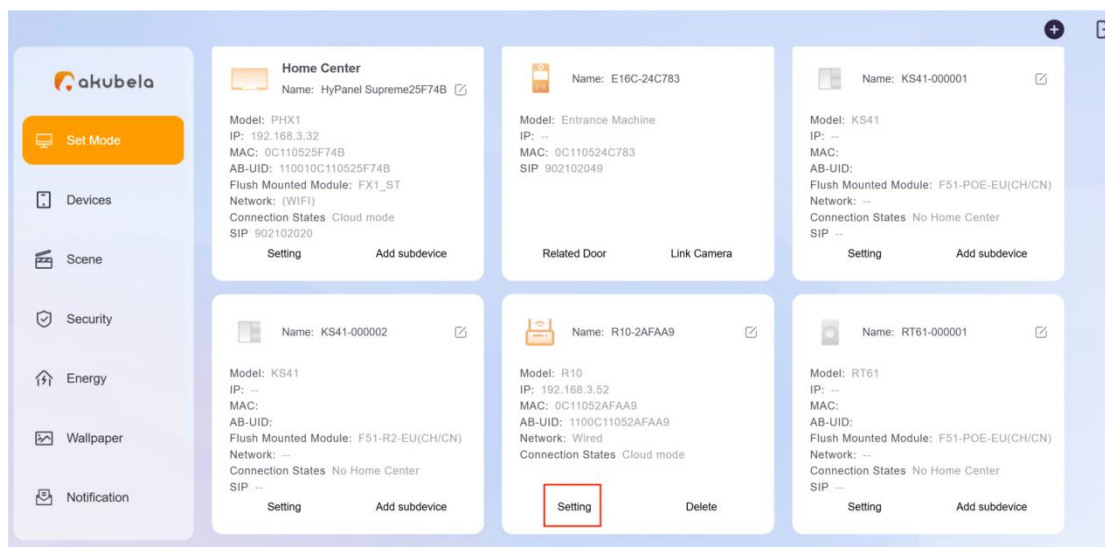 akubela
Set Mode
Devices
Scene
Security
Energy
Wallpaper
Notification
Home Center
Name: HyPanel Supreme25F74B
Model: PHX1
IP: 192.168.3.32
MAC: 0C110525F74B
AB-UID: 110010C110525F74B
Flush Mounted Module: FX1_ST
Network: (WIFI)
Connection States Cloud mode
SIP 902102020
Setting Add subdevice
Name: E16C-24C783
Model: Entrance Machine
IP: --
MAC: 0C110524C783
SIP 902102049
Related Door Link Camera
Name: KS41-000001
Model: KS41
IP: --
MAC:
AB-UID:
Flush Mounted Module: F51-POE-EU(CH/CN)
Network: --
Connection States No Home Center
SIP --
Setting Add subdevice
Name: KS41-000002
Model: KS41
IP: --
MAC:
AB-UID:
Flush Mounted Module: F51-R2-EU(CH/CN)
Network: --
Connection States No Home Center
SIP --
Setting Add subdevice
Name: R10-2AFAA9
Model: R10
IP: 192.168.3.52
MAC: 0C11052AFAA9
AB-UID: 1100C11052AFAA9
Network: Wired
Connection States Cloud mode
Setting Delete
Name: RT61-000001
Model: RT61
IP: --
MAC:
AB-UID:
Flush Mounted Module: F51-POE-EU(CH/CN)
Network: --
Connection States No Home Center
SIP --
Setting Add subdevice